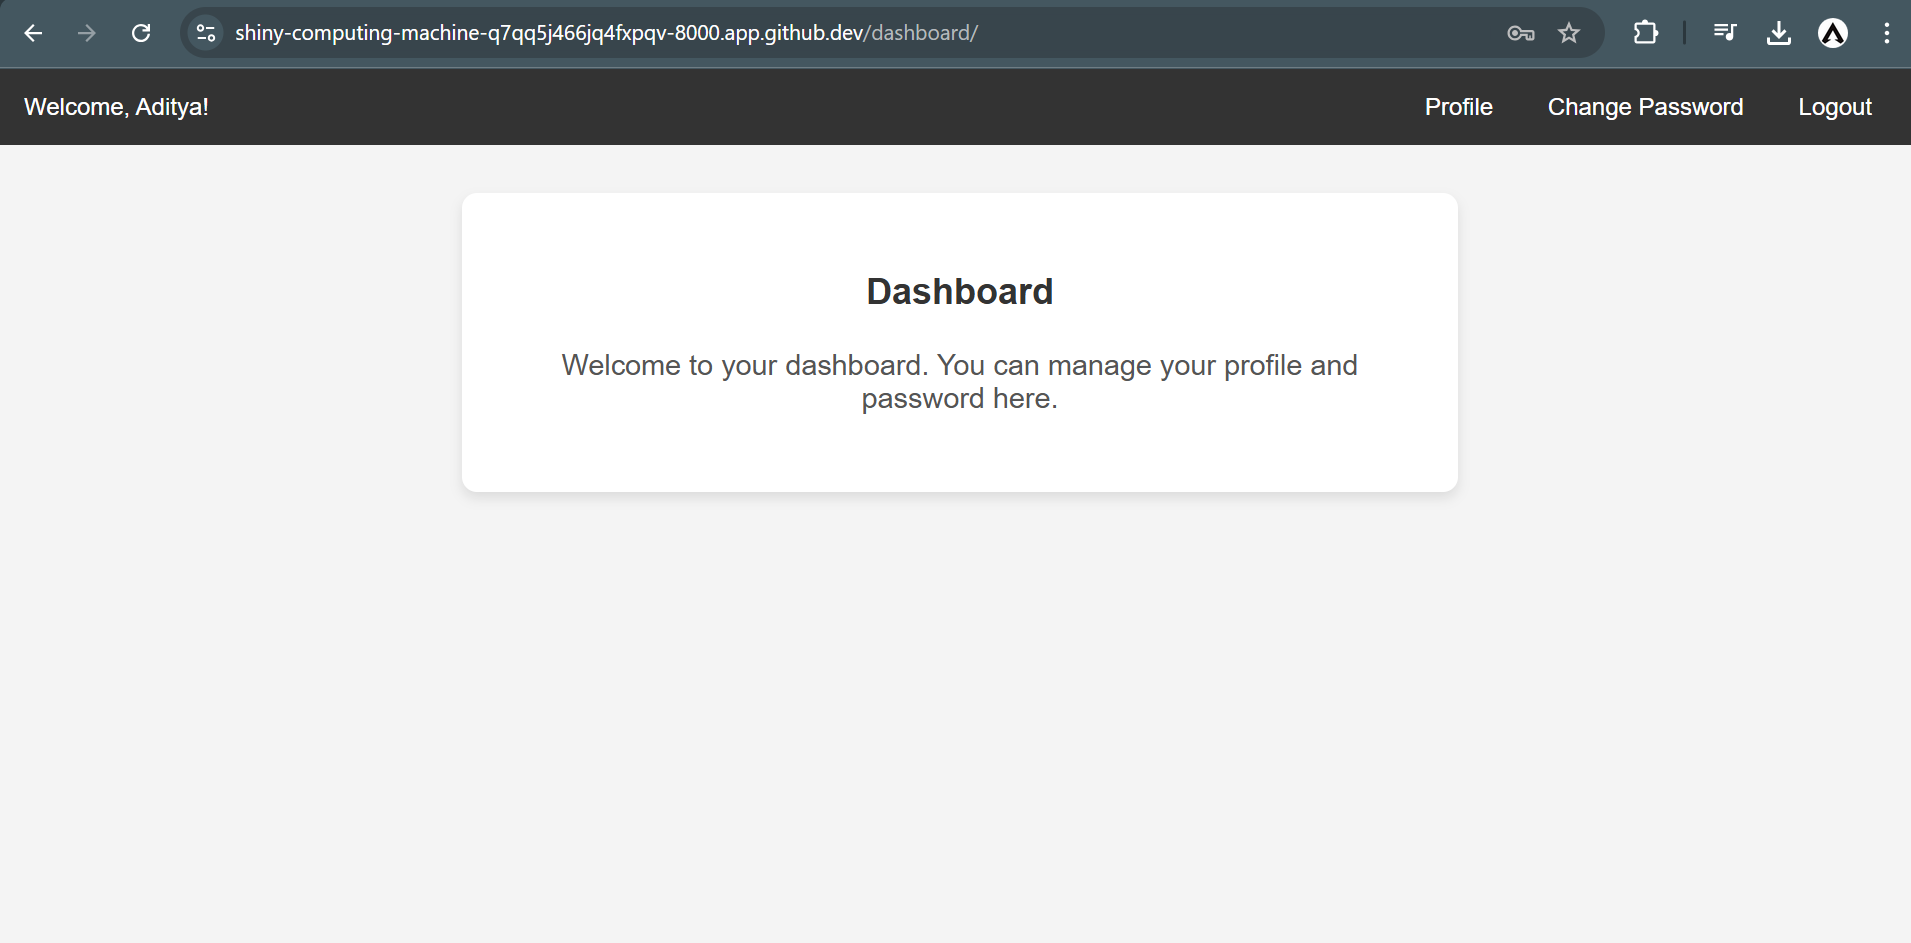 shiny-computing-machine-q7qq5j466jq4fxpqv-8000.app.github.dev/dashboard/
Welcome, Aditya!
Profile
Change Password
Logout
Dashboard
Welcome to your dashboard. You can manage your profile and
password here.